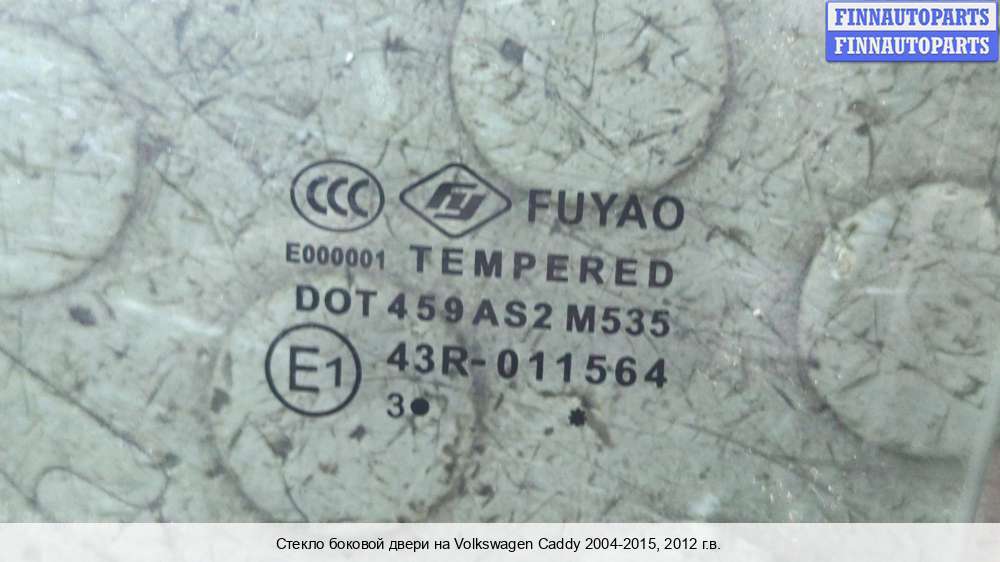 FINNAUTOPARTS
FINNAUTOPARTS
CCC FY FUYAO
E000001 TEMPERED
DOT 459 AS2 M535
E1 43R-011564
3●
Стекло боковой двери на Volkswagen Caddy 2004-2015, 2012 г.в.